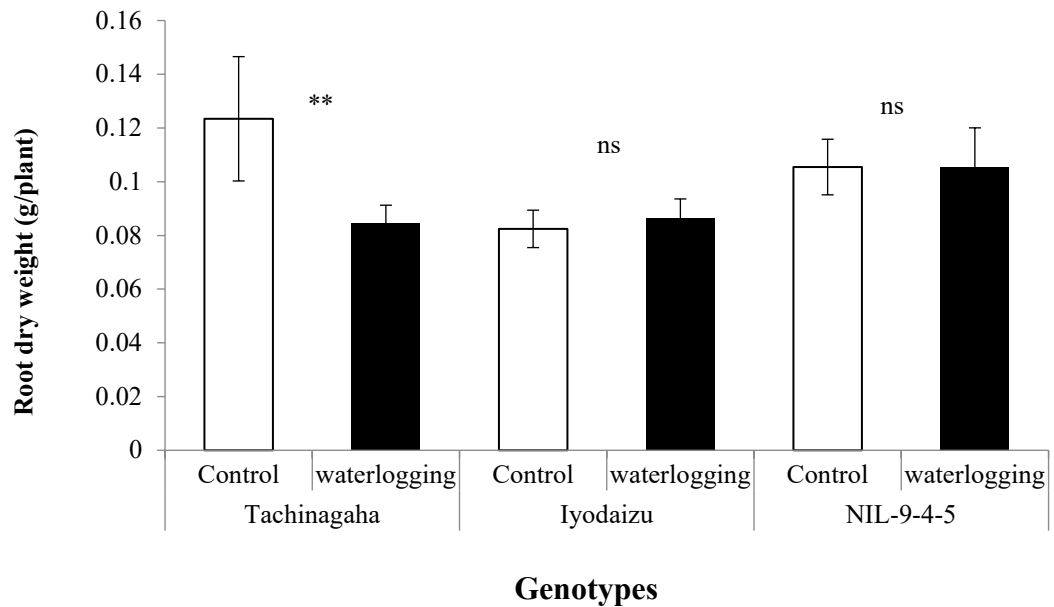 Root dry weight (g/plant)
0.16
0.14
0.12
0.1
0.08
0.06
0.04
0.02
0
**
ns
ns
Control waterlogging Control waterlogging Control waterlogging
Tachinagaha Iyodaizu NIL-9-4-5
Genotypes